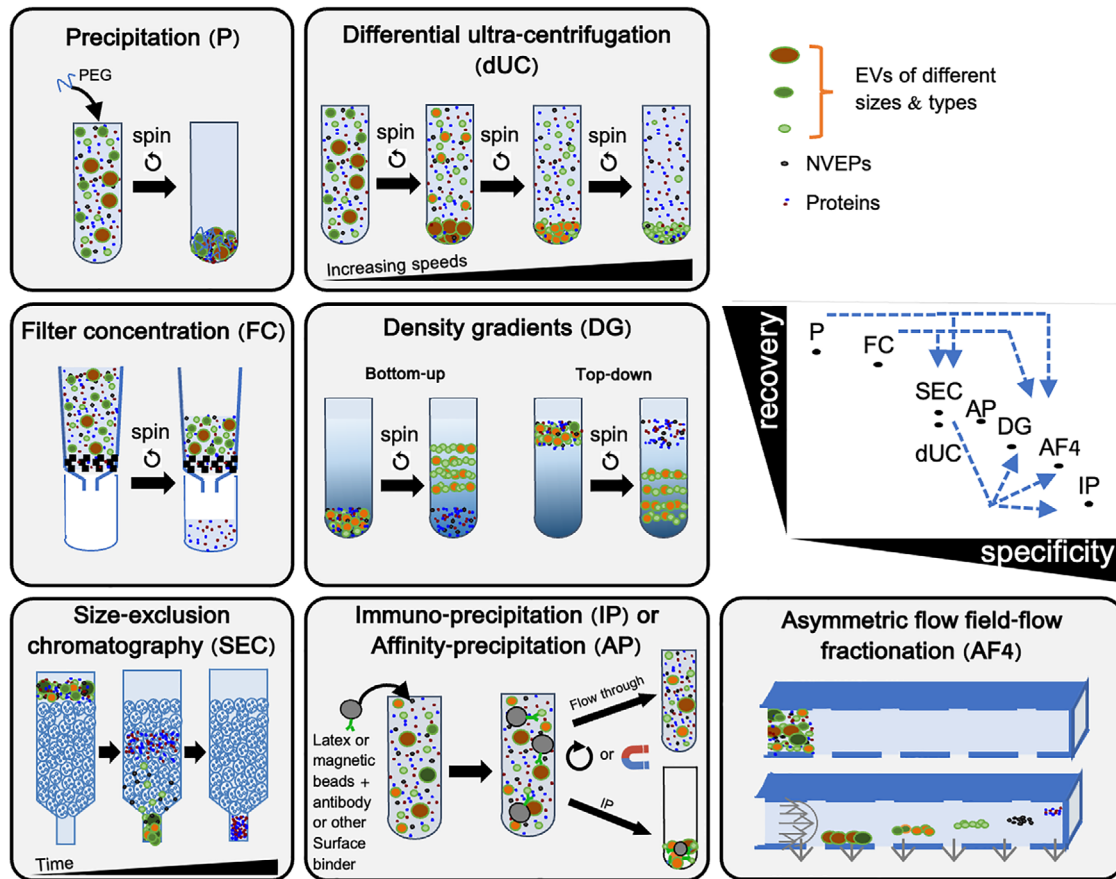 Precipitation (P)
PEG
spin
Differential ultra-centrifugation
(dUC)
spin
spin
spin
Increasing speeds
EVs of different
sizes & types
NVEPs
Proteins
Filter concentration (FC)
spin
Density gradients (DG)
Bottom-up
Top-down
spin
spin
recovery
P
FC
SEC
AP
DG
dUC
AF4
IP
specificity
Size-exclusion
chromatography (SEC)
Time
Immuno-precipitation (IP) or
Affinity-precipitation (AP)
Latex or
magnetic
beads +
antibody
or other
Surface
binder
Flow through
or
IP
Asymmetric flow field-flow
fractionation (AF4)